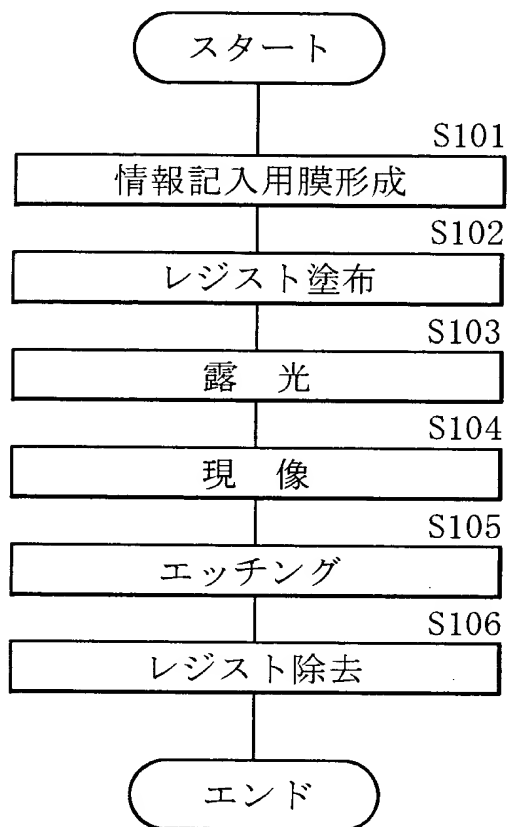 スタート
S101
情報記入用膜形成
S102
レジスト塗布
S103
露　光
S104
現　像
S105
エッチング
S106
レジスト除去
エンド